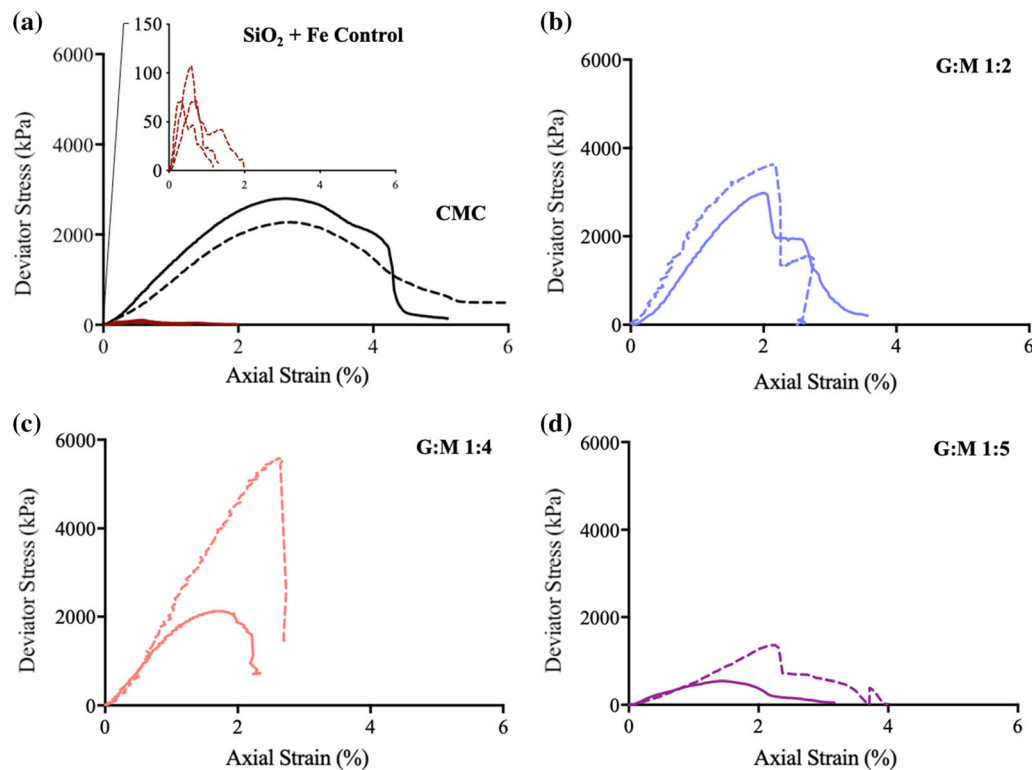 (a)
150
100
50
0
0
2
4
6
SiO₂ + Fe Control
CMC
6000
4000
2000
0
0
2
4
6
Deviator Stress (kPa)
Axial Strain (%)
(b)
G:M 1:2
6000
4000
2000
0
0
2
4
6
Deviator Stress (kPa)
Axial Strain (%)
(c)
G:M 1:4
6000
4000
2000
0
0
2
4
6
Deviator Stress (kPa)
Axial Strain (%)
(d)
G:M 1:5
6000
4000
2000
0
0
2
4
6
Deviator Stress (kPa)
Axial Strain (%)